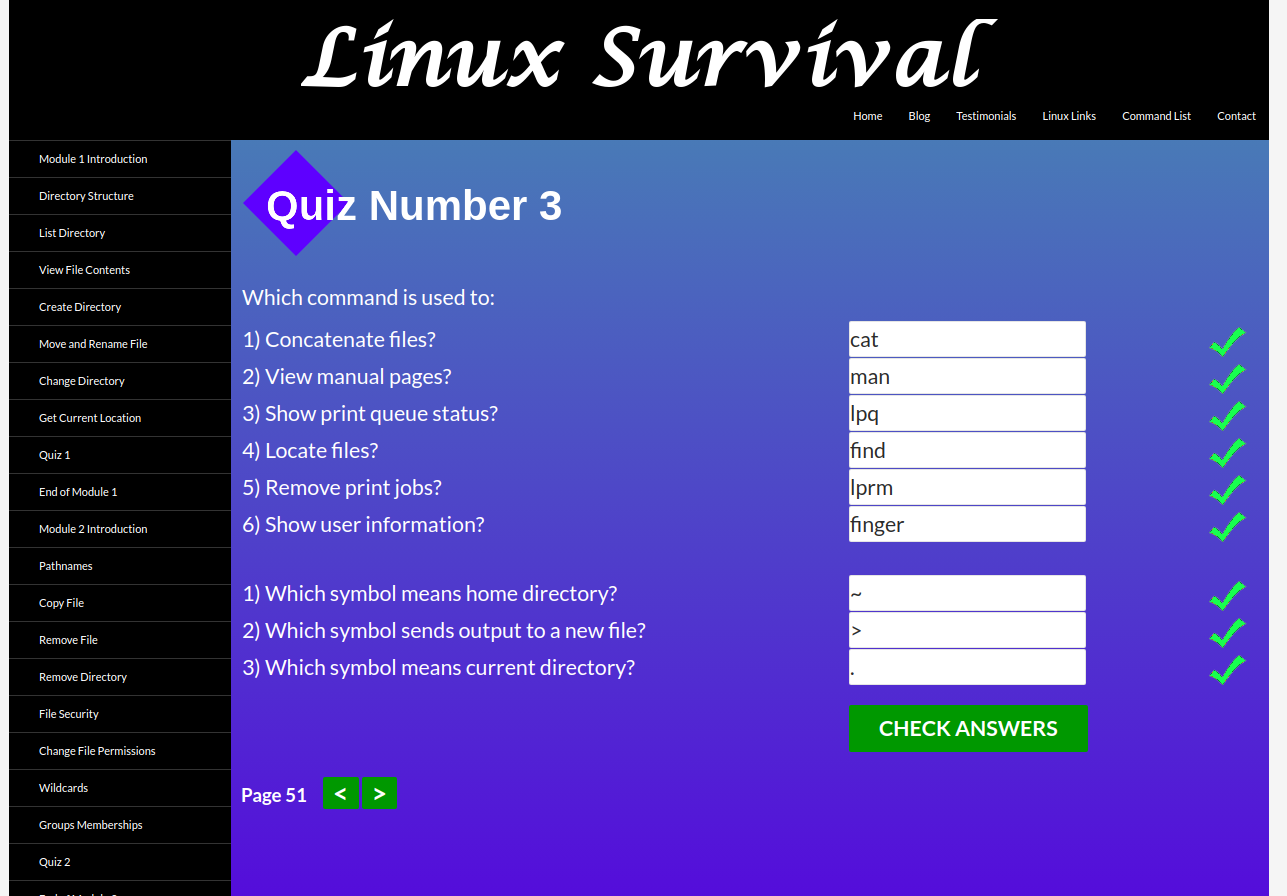 Linux Survival
Home Blog Testimonials Linux Links Command List Contact
Module 1 Introduction
Directory Structure
List Directory
View File Contents
Create Directory
Move and Rename File
Change Directory
Get Current Location
Quiz 1
End of Module 1
Module 2 Introduction
Pathnames
Copy File
Remove File
Remove Directory
File Security
Change File Permissions
Wildcards
Groups Memberships
Quiz 2
Quiz Number 3
Which command is used to:
1) Concatenate files? cat
2) View manual pages? man
3) Show print queue status? lpq
4) Locate files? find
5) Remove print jobs? lprm
6) Show user information? finger
1) Which symbol means home directory? ~
2) Which symbol sends output to a new file? >
3) Which symbol means current directory? .
CHECK ANSWERS
Page 51 < >